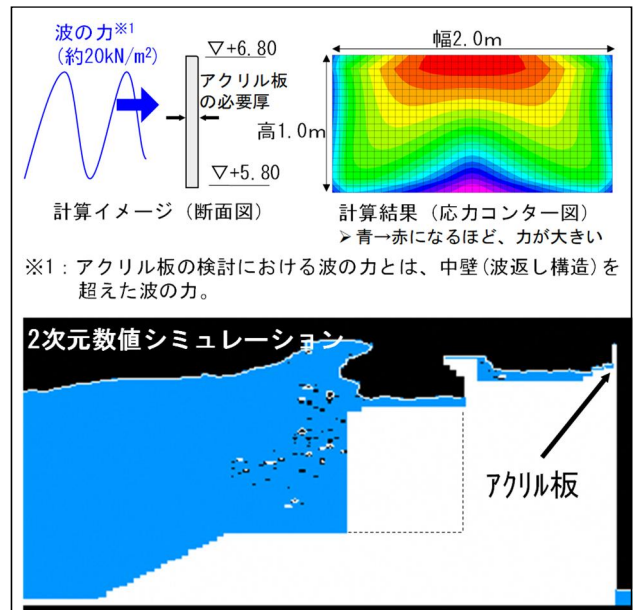 波の力※1
(約20kN/m²)
▽+6.80
アクリル板
の必要厚
▽+5.80
計算イメージ（断面図）
幅2.0m
高1.0m
計算結果（応力コンター図）
➢ 青→赤になるほど、力が大きい
※1：アクリル板の検討における波の力とは、中壁(波返し構造)を
超えた波の力。
2次元数値シミュレーション
アクリル板